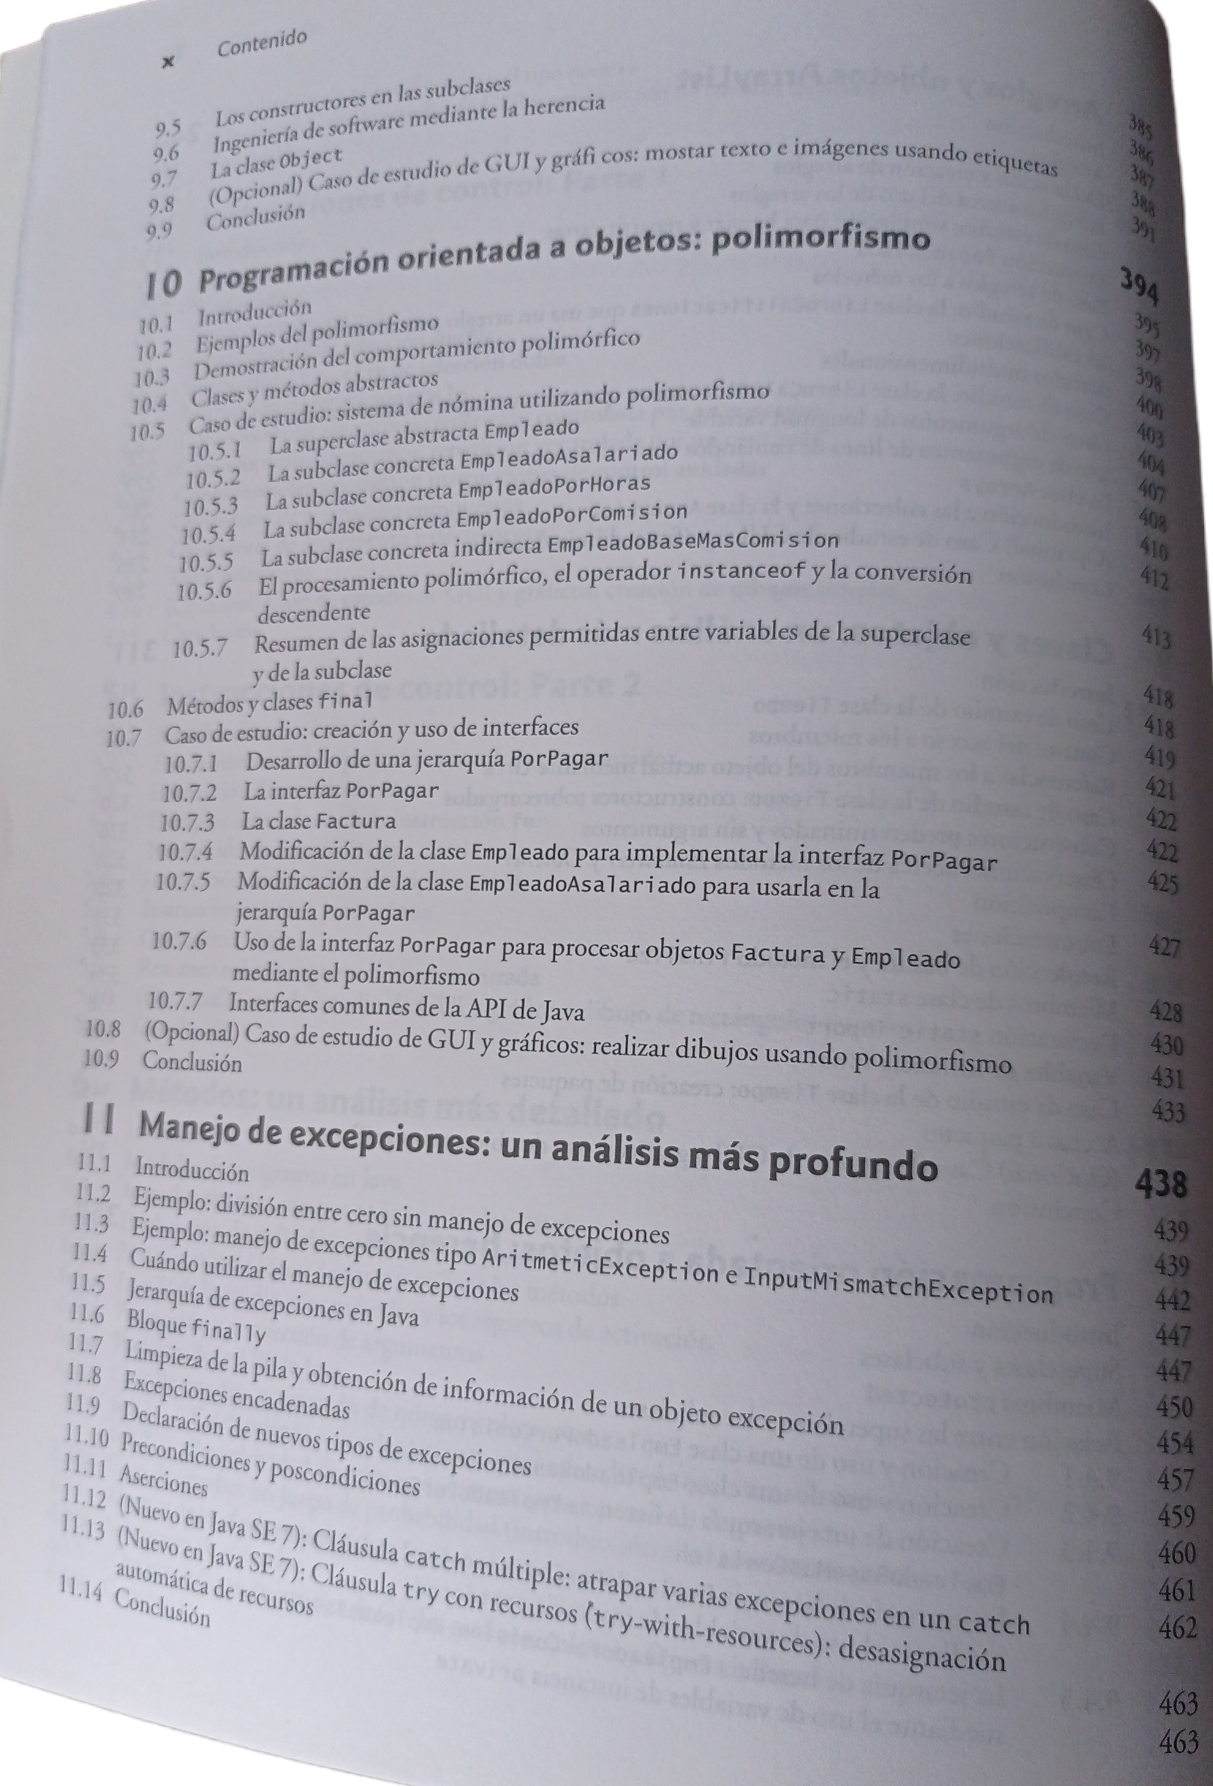 x Contenido
9.5 Los constructores en las subclases 385
9.6 Ingeniería de software mediante la herencia 386
9.7 La clase Object 387
9.8 (Opcional) Caso de estudio de GUI y gráfi cos: mostar texto e imágenes usando etiquetas 388
9.9 Conclusión 391
10 Programación orientada a objetos: polimorfismo 394
10.1 Introducción 395
10.2 Ejemplos del polimorfismo 397
10.3 Demostración del comportamiento polimórfico 398
10.4 Clases y métodos abstractos 400
10.5 Caso de estudio: sistema de nómina utilizando polimorfismo 403
10.5.1 La superclase abstracta Empleado 404
10.5.2 La subclase concreta EmpleadoAsalariado 407
10.5.3 La subclase concreta EmpleadoPorHoras 408
10.5.4 La subclase concreta EmpleadoPorComision 410
10.5.5 La subclase concreta indirecta EmpleadoBaseMasComision 412
10.5.6 El procesamiento polimórfico, el operador instanceof y la conversión
descendente 413
10.5.7 Resumen de las asignaciones permitidas entre variables de la superclase
y de la subclase 418
10.6 Métodos y clases final 418
10.7 Caso de estudio: creación y uso de interfaces 419
10.7.1 Desarrollo de una jerarquía PorPagar 421
10.7.2 La interfaz PorPagar 422
10.7.3 La clase Factura 422
10.7.4 Modificación de la clase Empleado para implementar la interfaz PorPagar 425
10.7.5 Modificación de la clase EmpleadoAsalariado para usarla en la
jerarquía PorPagar 427
10.7.6 Uso de la interfaz PorPagar para procesar objetos Factura y Empleado
mediante el polimorfismo 428
10.7.7 Interfaces comunes de la API de Java 430
10.8 (Opcional) Caso de estudio de GUI y gráficos: realizar dibujos usando polimorfismo 431
10.9 Conclusión 433
11 Manejo de excepciones: un análisis más profundo 438
11.1 Introducción 439
11.2 Ejemplo: división entre cero sin manejo de excepciones 439
11.3 Ejemplo: manejo de excepciones tipo AritmeticException e InputMismatchException 442
11.4 Cuándo utilizar el manejo de excepciones 447
11.5 Jerarquía de excepciones en Java 447
11.6 Bloque finally 450
11.7 Limpieza de la pila y obtención de información de un objeto excepción 454
11.8 Excepciones encadenadas 457
11.9 Declaración de nuevos tipos de excepciones 459
11.10 Precondiciones y poscondiciones 460
11.11 Aserciones 461
11.12 (Nuevo en Java SE 7): Cláusula catch múltiple: atrapar varias excepciones en un catch 462
11.13 (Nuevo en Java SE 7): Cláusula try con recursos (try-with-resources): desasignación
automática de recursos 463
11.14 Conclusión 463